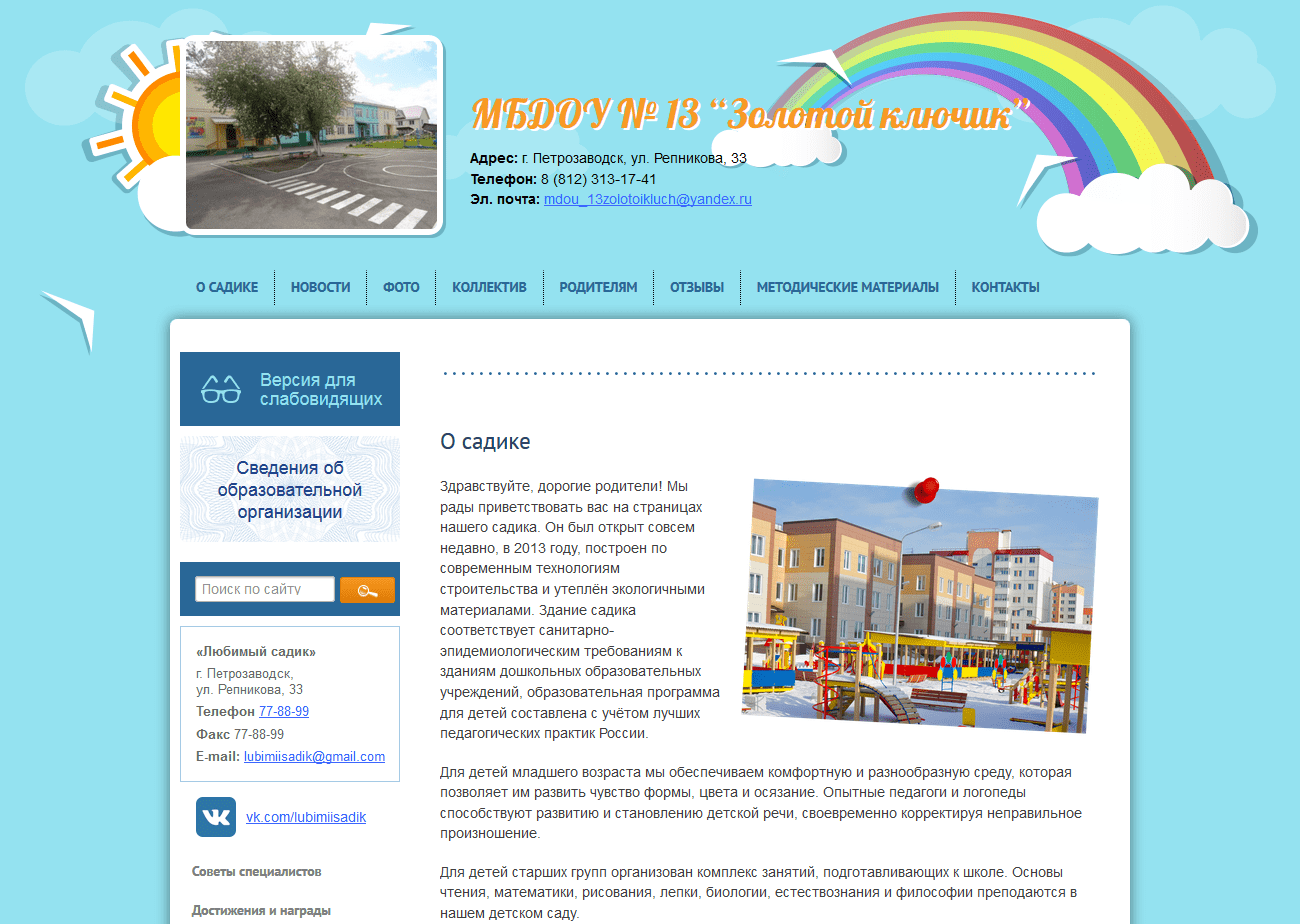 МБДОУ № 13 “Золотой ключик”
Адрес: г. Петрозаводск, ул. Репникова, 33
Телефон: 8 (812) 313-17-41
Эл. почта: mdou_13zolotoikluch@yandex.ru
О САДИКЕ
НОВОСТИ
ФОТО
КОЛЛЕКТИВ
РОДИТЕЛЯМ
ОТЗЫВЫ
МЕТОДИЧЕСКИЕ МАТЕРИАЛЫ
КОНТАКТЫ
Версия для
слабовидящих
Сведения об
образовательной
организации
Поиск по сайту
«Любимый садик»
г. Петрозаводск,
ул. Репникова, 33
Телефон 77-88-99
Факс 77-88-99
E-mail: lubimiisadik@gmail.com
vk.com/lubimiisadik
Советы специалистов
Достижения и награды
О садике
Здравствуйте, дорогие родители! Мы
рады приветствовать вас на страницах
нашего садика. Он был открыт совсем
недавно, в 2013 году, построен по
современным технологиям
строительства и утеплён экологичными
материалами. Здание садика
соответствует санитарно-
эпидемиологическим требованиям к
зданиям дошкольных образовательных
учреждений, образовательная программа
для детей составлена с учётом лучших
педагогических практик России.
Для детей младшего возраста мы обеспечиваем комфортную и разнообразную среду, которая
позволяет им развить чувство формы, цвета и осязание. Опытные педагоги и логопеды
способствуют развитию и становлению детской речи, своевременно корректируя неправильное
произношение.
Для детей старших групп организован комплекс занятий, подготавливающих к школе. Основы
чтения, математики, рисования, лепки, биологии, естествознания и философии преподаются в
нашем детском саду.